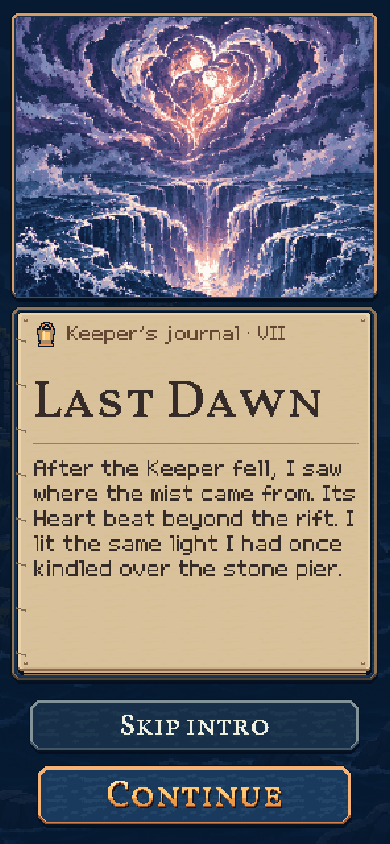 Keeper's journal · VII
Last Dawn
After the Keeper fell, I saw
where the mist came from. Its
Heart beat beyond the rift. I
lit the same light I had once
kindled over the stone pier.
Skip intro
Continue